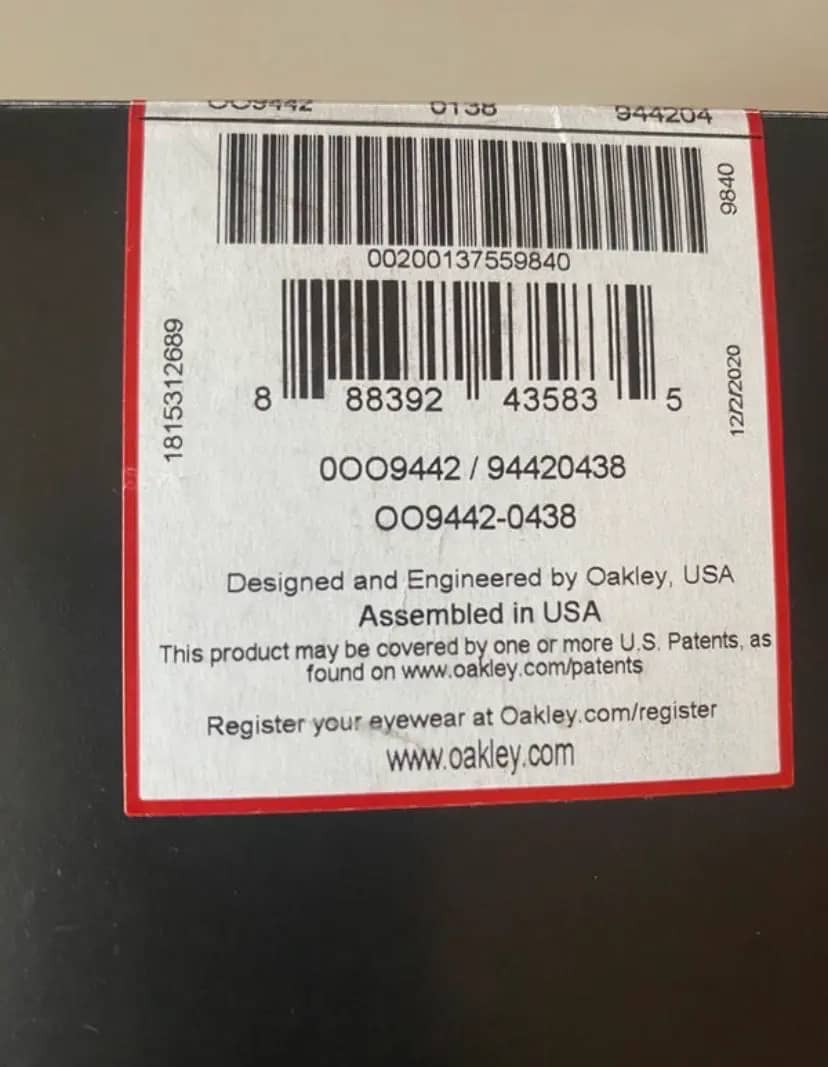 OO9442 0138 944204
9840
00200137559840
1815312689
8 88392 43583 5
12/2/2020
0OO9442 / 94420438
OO9442-0438
Designed and Engineered by Oakley, USA
Assembled in USA
This product may be covered by one or more U.S. Patents, as
found on www.oakley.com/patents
Register your eyewear at Oakley.com/register
www.oakley.com